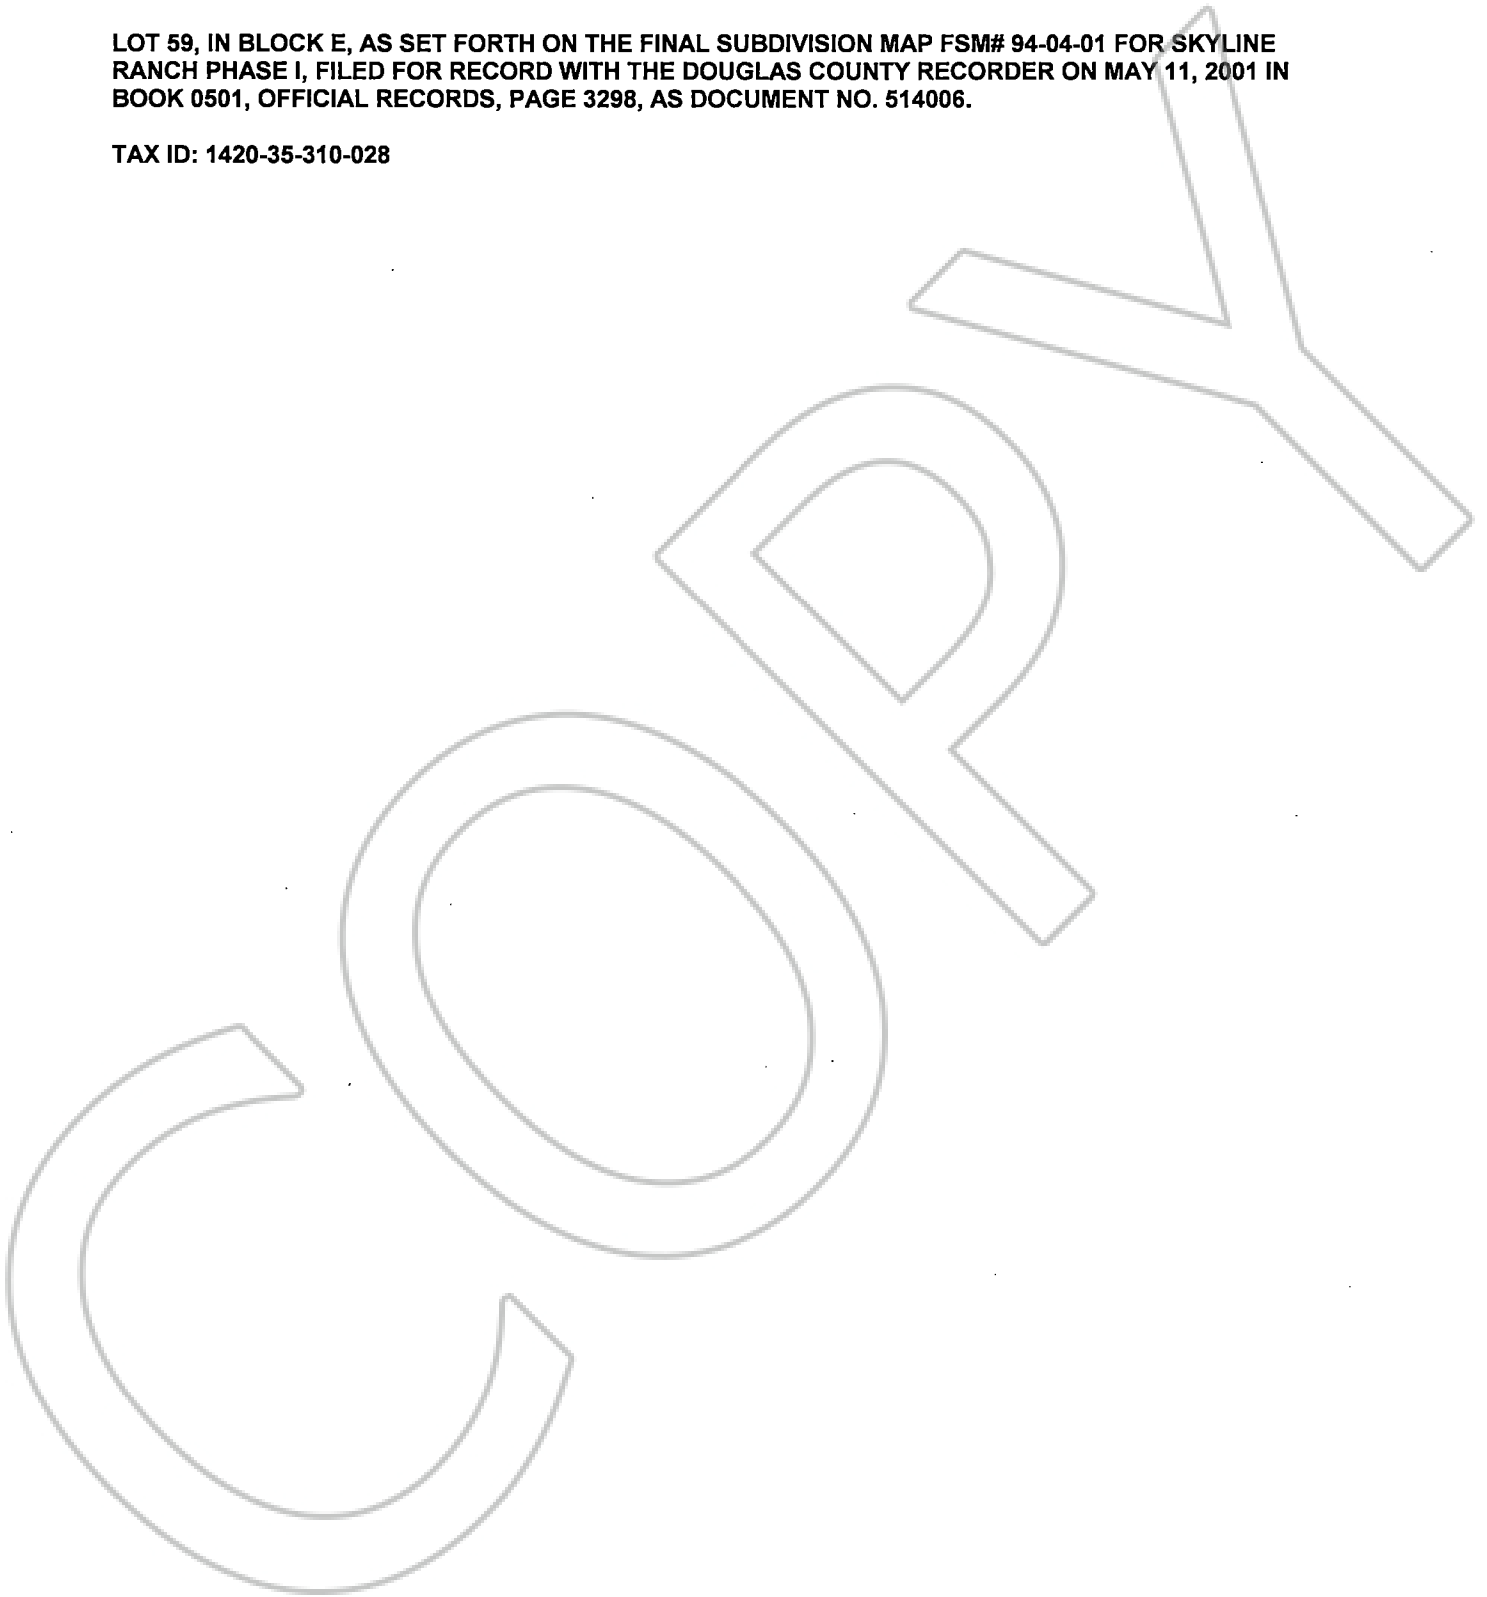 LOT 59, IN BLOCK E, AS SET FORTH ON THE FINAL SUBDIVISION MAP FSM# 94-04-01 FOR SKYLINE
RANCH PHASE I, FILED FOR RECORD WITH THE DOUGLAS COUNTY RECORDER ON MAY 11, 2001 IN
BOOK 0501, OFFICIAL RECORDS, PAGE 3298, AS DOCUMENT NO. 514006.
TAX ID: 1420-35-310-028
COPY